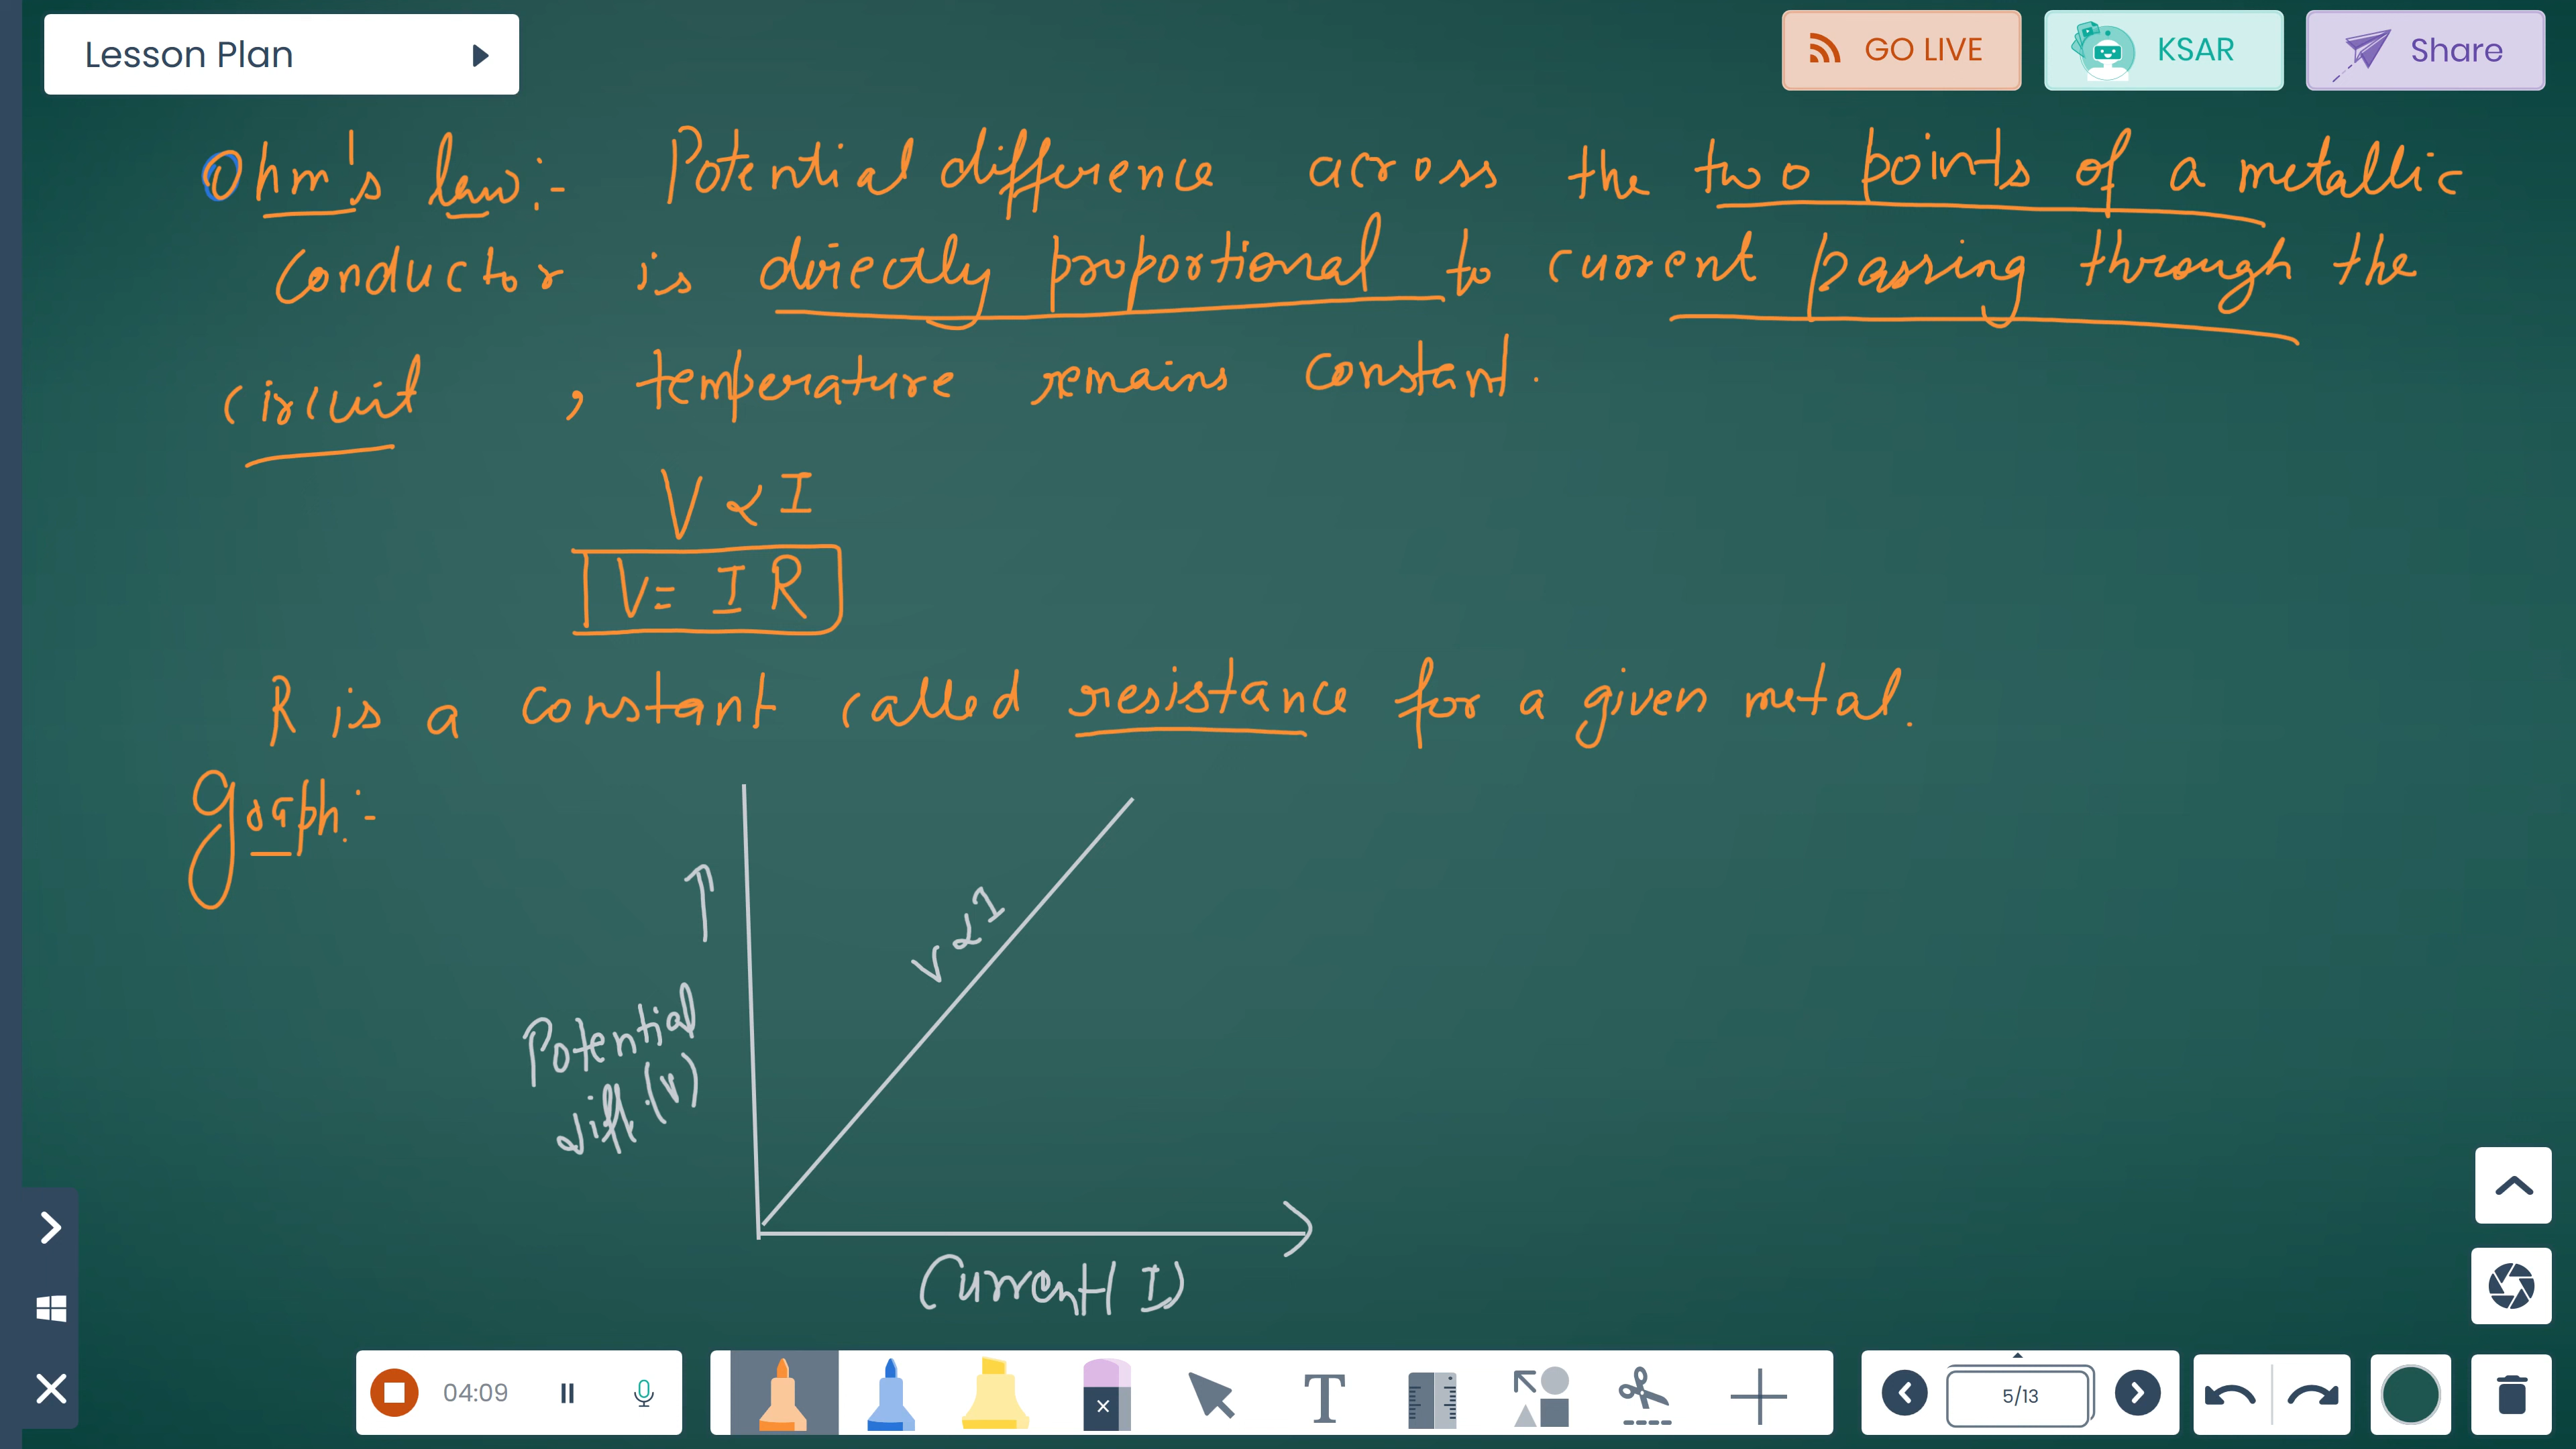 Lesson Plan
GO LIVE
KSAR
Share
Ohm's law:- Potential difference across the two points of a metallic
conductor is directly proportional to current passing through the
circuit , temperature remains constant.
V ∝ I
V= I R
R is a constant called resistance for a given metal.
Graph:-
V ∝ I
Potential
diff.(V)
Current(I)
04:09
T
5/13